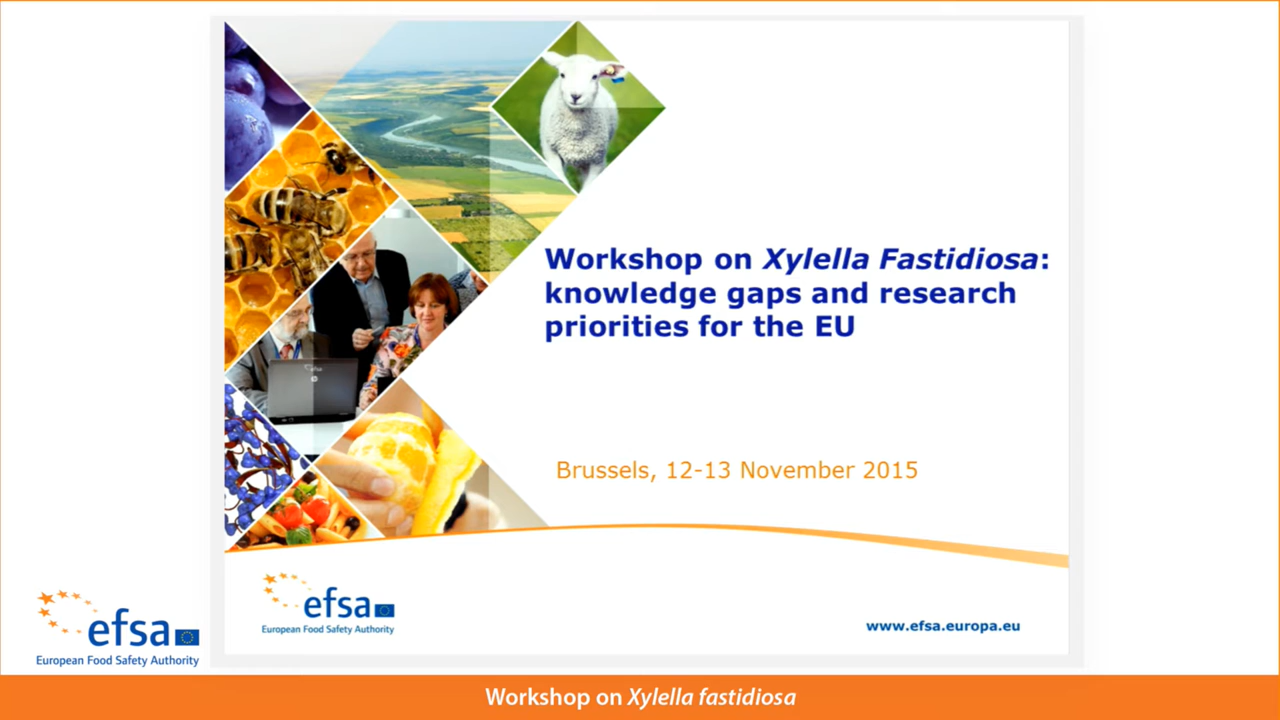 Workshop on Xylella Fastidiosa:
knowledge gaps and research
priorities for the EU
Brussels, 12-13 November 2015
efsa
European Food Safety Authority
www.efsa.europa.eu
efsa
European Food Safety Authority
Workshop on Xylella fastidiosa